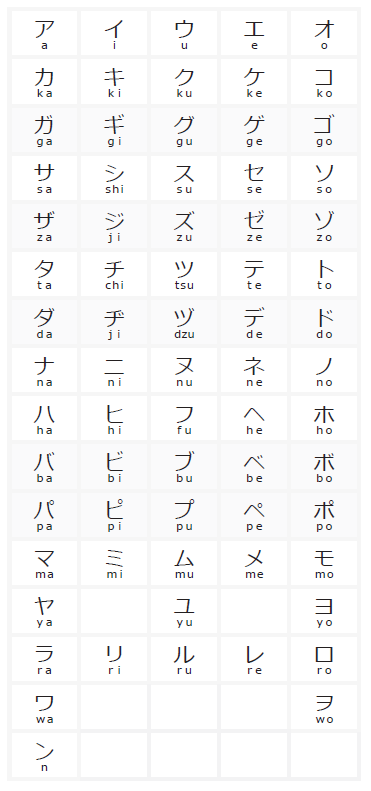 ア イ ウ エ オ
a i u e o
カ キ ク ケ コ
ka ki ku ke ko
ガ ギ グ ゲ ゴ
ga gi gu ge go
サ シ ス セ ソ
sa shi su se so
ザ ジ ズ ゼ ゾ
za ji zu ze zo
タ チ ツ テ ト
ta chi tsu te to
ダ ヂ ヅ デ ド
da ji dzu de do
ナ ニ ヌ ネ ノ
na ni nu ne no
ハ ヒ フ ヘ ホ
ha hi fu he ho
バ ビ ブ ベ ボ
ba bi bu be bo
パ ピ プ ペ ポ
pa pi pu pe po
マ ミ ム メ モ
ma mi mu me mo
ヤ ユ ヨ
ya yu yo
ラ リ ル レ ロ
ra ri ru re ro
ワ ヲ
wa wo
ン
n